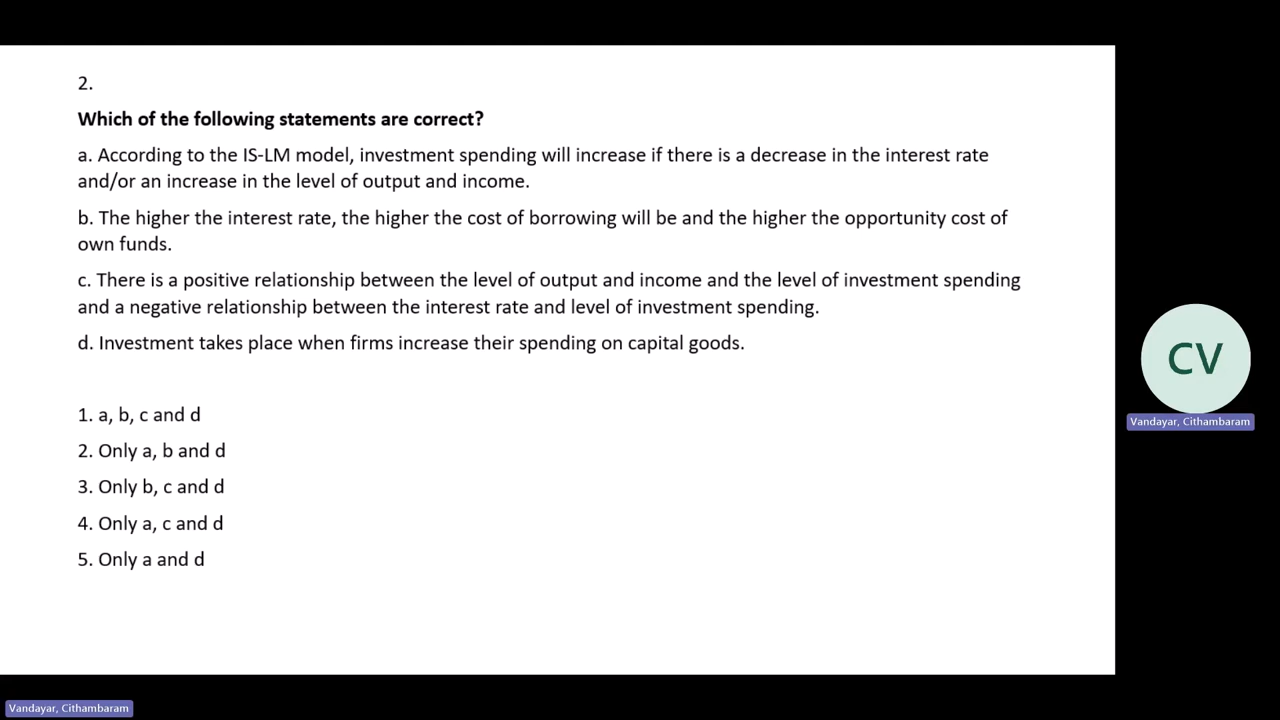 2.
Which of the following statements are correct?
a. According to the IS-LM model, investment spending will increase if there is a decrease in the interest rate
and/or an increase in the level of output and income.
b. The higher the interest rate, the higher the cost of borrowing will be and the higher the opportunity cost of
own funds.
c. There is a positive relationship between the level of output and income and the level of investment spending
and a negative relationship between the interest rate and level of investment spending.
d. Investment takes place when firms increase their spending on capital goods.
1. a, b, c and d
2. Only a, b and d
3. Only b, c and d
4. Only a, c and d
5. Only a and d
CV
Vandayar, Cithambaram
Vandayar, Cithambaram